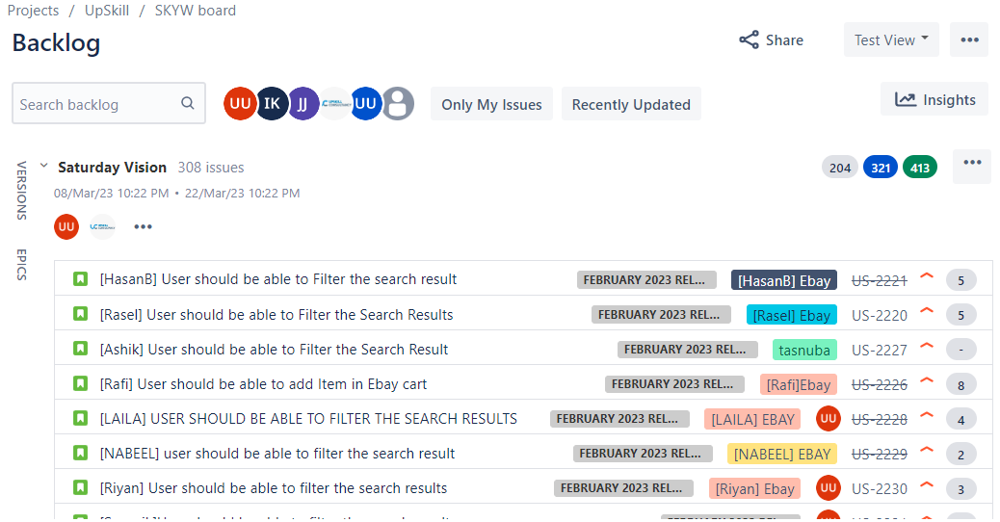 Projects / UpSkill / SKYW board
Backlog
Share
Test View
Search backlog
UU IK JJ UU
Only My Issues
Recently Updated
Insights
VERSIONS
EPICS
Saturday Vision 308 issues
204 321 413
08/Mar/23 10:22 PM • 22/Mar/23 10:22 PM
UU
[HasanB] User should be able to Filter the search result FEBRUARY 2023 REL... [HasanB] Ebay US-2221 5
[Rasel] User should be able to Filter the Search Results FEBRUARY 2023 REL... [Rasel] Ebay US-2220 5
[Ashik] User should be able to Filter the Search Result FEBRUARY 2023 REL... tasnuba US-2227 -
[Rafi] User should be able to add Item in Ebay cart FEBRUARY 2023 REL... [Rafi]Ebay US-2226 8
[LAILA] USER SHOULD BE ABLE TO FILTER THE SEARCH RESULTS FEBRUARY 2023 REL... [LAILA] EBAY UU US-2228 4
[NABEEL] user should be able to filter the search result FEBRUARY 2023 REL... [NABEEL] EBAY US-2229 2
[Riyan] User should be able to filter the search results FEBRUARY 2023 REL... [Riyan] Ebay UU US-2230 3